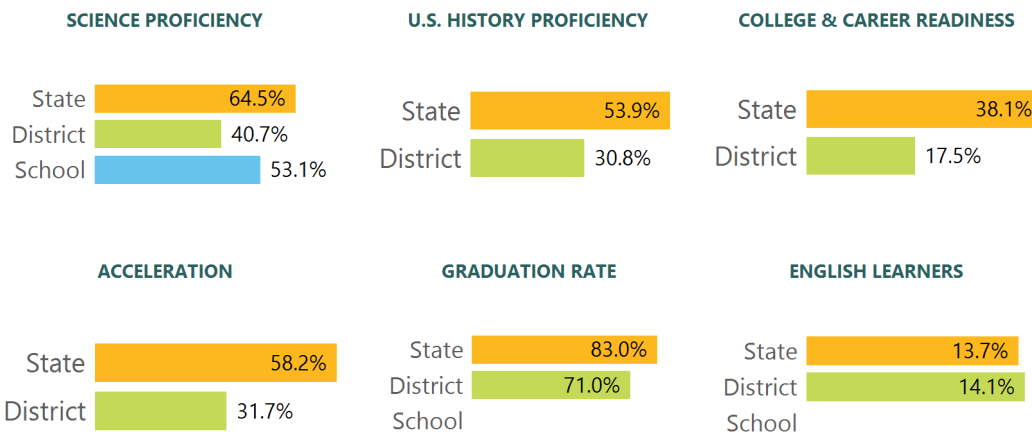 SCIENCE PROFICIENCY
State 64.5%
District 40.7%
School 53.1%
U.S. HISTORY PROFICIENCY
State 53.9%
District 30.8%
COLLEGE & CAREER READINESS
State 38.1%
District 17.5%
ACCELERATION
State 58.2%
District 31.7%
GRADUATION RATE
State 83.0%
District 71.0%
School
ENGLISH LEARNERS
State 13.7%
District 14.1%
School